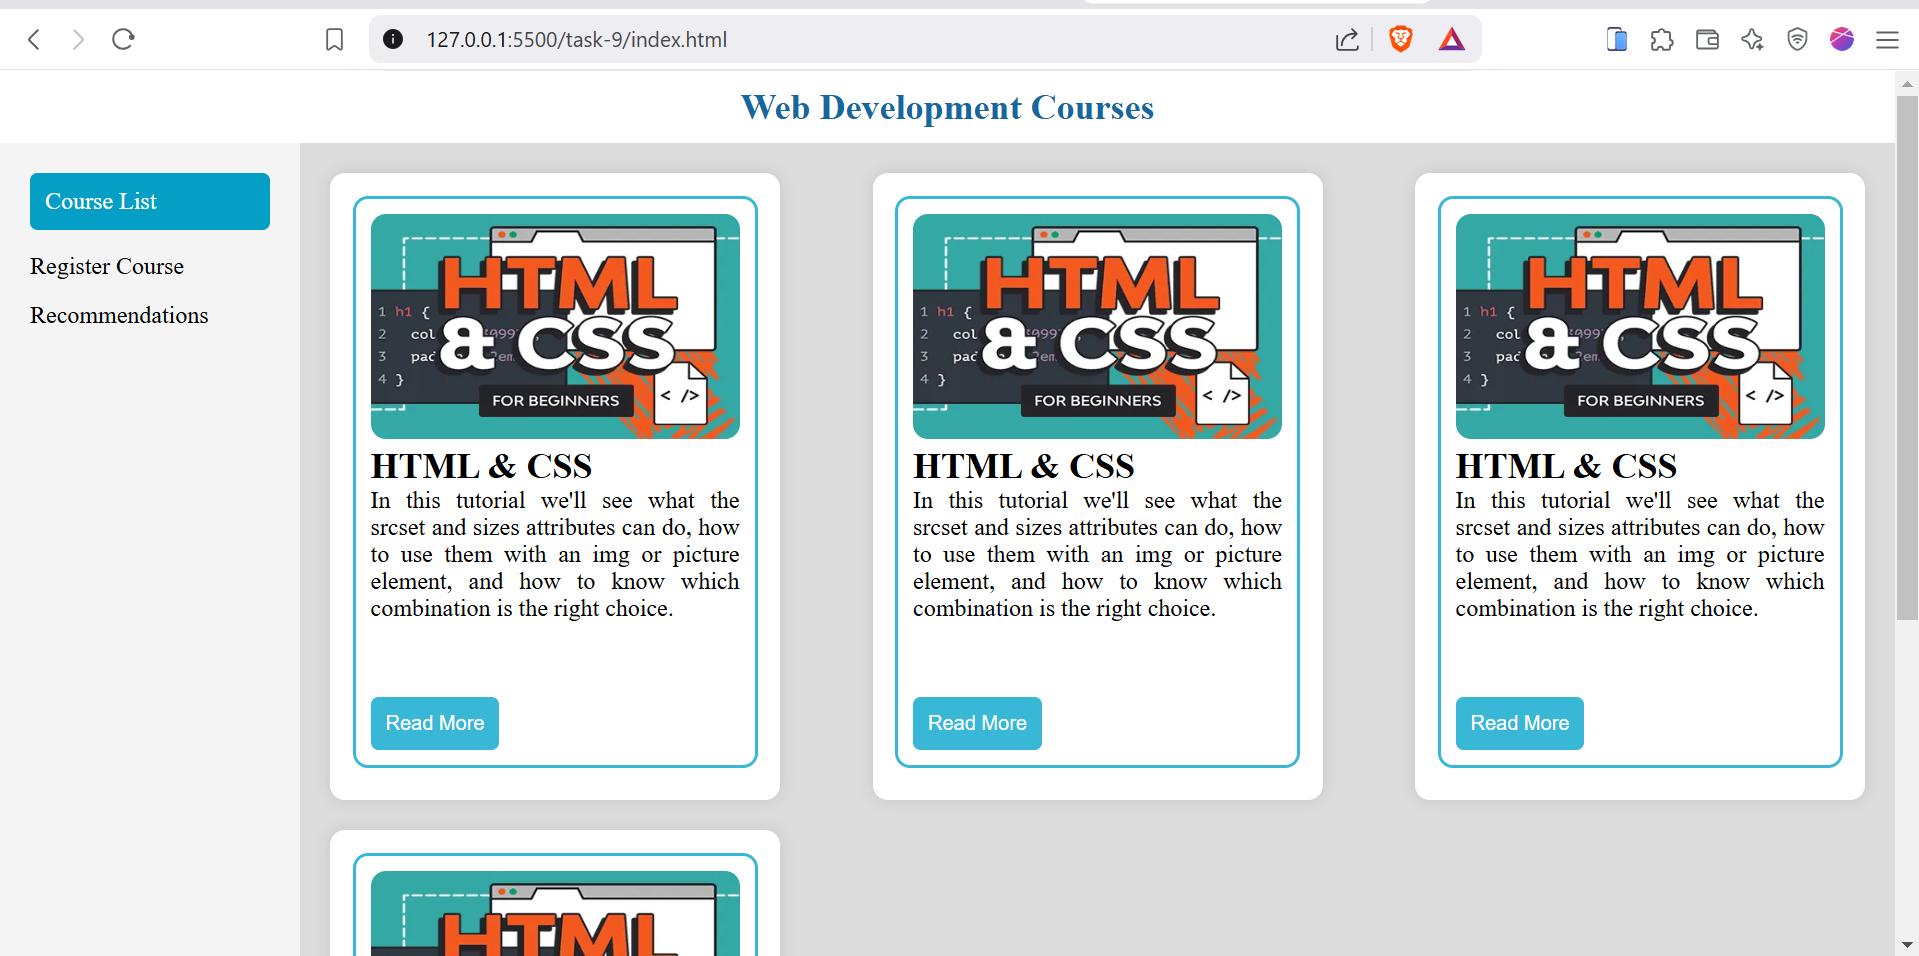 127.0.0.1:5500/task-9/index.html
Web Development Courses
Course List
Register Course
Recommendations
HTML
1 h1 {
2 col
& CSS
3 pad
2em
4 }
</>
FOR BEGINNERS
HTML & CSS
In this tutorial we'll see what the
srcset and sizes attributes can do, how
to use them with an img or picture
element, and how to know which
combination is the right choice.
Read More
HTML
1 h1 {
2 col
& CSS
3 pad
2em
4 }
</>
FOR BEGINNERS
HTML & CSS
In this tutorial we'll see what the
srcset and sizes attributes can do, how
to use them with an img or picture
element, and how to know which
combination is the right choice.
Read More
HTML
1 h1 {
2 col
& CSS
3 pad
2em
4 }
</>
FOR BEGINNERS
HTML & CSS
In this tutorial we'll see what the
srcset and sizes attributes can do, how
to use them with an img or picture
element, and how to know which
combination is the right choice.
Read More
HTML